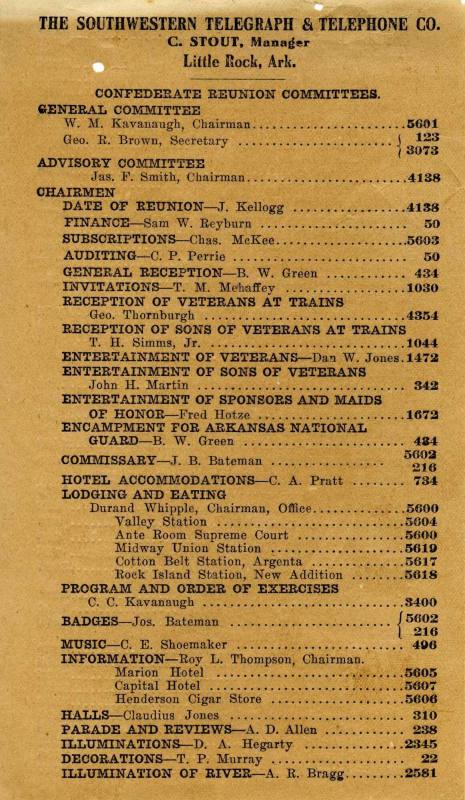 THE SOUTHWESTERN TELEGRAPH & TELEPHONE CO.
C. STOUT, Manager
Little Rock, Ark.
CONFEDERATE REUNION COMMITTEES.
GENERAL COMMITTEE
W. M. Kavanaugh, Chairman....................5601
Geo. R. Brown, Secretary ....................{ 123
{ 3073
ADVISORY COMMITTEE
Jas. F. Smith, Chairman....................4138
CHAIRMEN
DATE OF REUNION—J. Kellogg ...............4138
FINANCE—Sam W. Reyburn .................... 50
SUBSCRIPTIONS—Chas. McKee.................5603
AUDITING—C. P. Perrie ..................... 50
GENERAL RECEPTION—B. W. Green ........... 434
INVITATIONS—T. M. Mehaffey ...............1030
RECEPTION OF VETERANS AT TRAINS
Geo. Thornburgh ..........................4354
RECEPTION OF SONS OF VETERANS AT TRAINS
T. H. Simms, Jr. .........................1044
ENTERTAINMENT OF VETERANS—Dan W. Jones.1472
ENTERTAINMENT OF SONS OF VETERANS
John H. Martin .......................... 342
ENTERTAINMENT OF SPONSORS AND MAIDS
OF HONOR—Fred Hotze ......................1672
ENCAMPMENT FOR ARKANSAS NATIONAL
GUARD—B. W. Green ....................... 434
COMMISSARY—J. B. Bateman ................ 5602
216
HOTEL ACCOMMODATIONS—C. A. Pratt ....... 734
LODGING AND EATING
Durand Whipple, Chairman, Office............5600
Valley Station .........................5604
Ante Room Supreme Court ................5600
Midway Union Station ...................5619
Cotton Belt Station, Argenta ...........5617
Rock Island Station, New Addition ......5618
PROGRAM AND ORDER OF EXERCISES
C. C. Kavanaugh ..........................3400
BADGES—Jos. Bateman ......................{ 5602
{ 216
MUSIC—C. E. Shoemaker .................... 496
INFORMATION—Roy L. Thompson, Chairman.
Marion Hotel ...........................5605
Capital Hotel ..........................5607
Henderson Cigar Store ..................5606
HALLS—Claudius Jones ..................... 310
PARADE AND REVIEWS—A. D. Allen .......... 238
ILLUMINATIONS—D. A. Hegarty ..............2345
DECORATIONS—T. P. Murray ................. 22
ILLUMINATION OF RIVER—A. R. Bragg.......2581